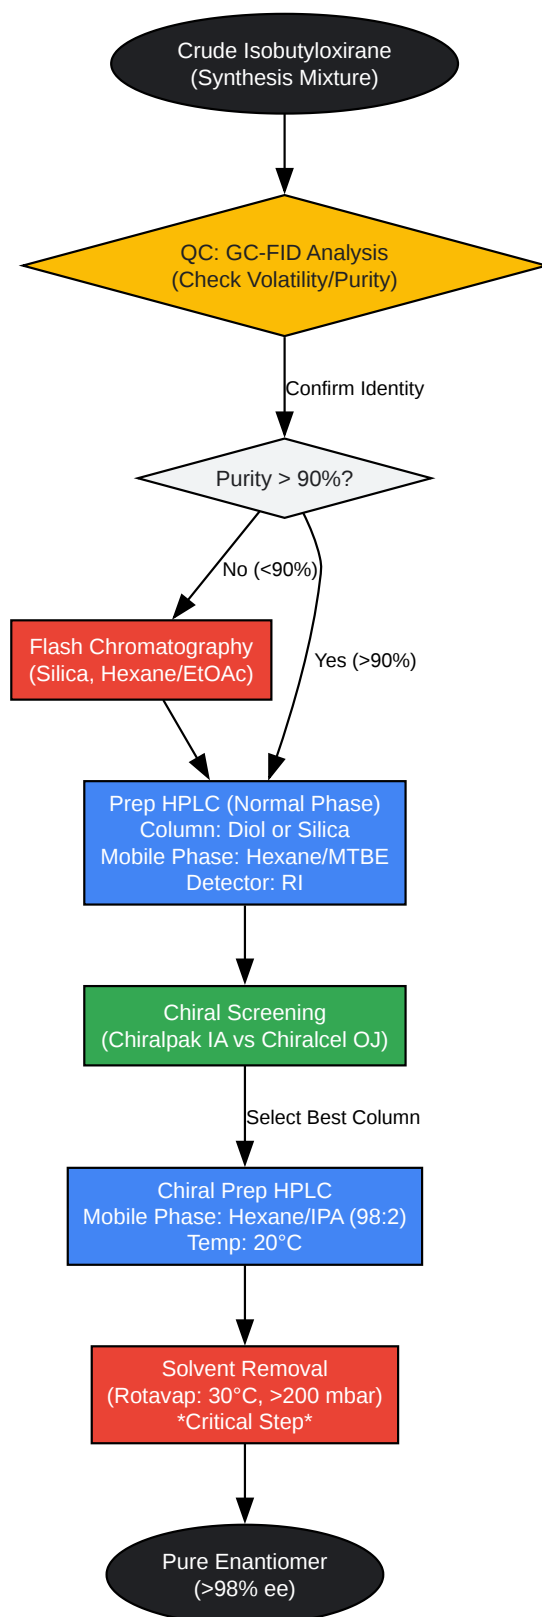 Crude Isobutyloxirane
(Synthesis Mixture)
QC: GC-FID Analysis
(Check Volatility/Purity)
Confirm Identity
Purity > 90%?
No (<90%)
Flash Chromatography
(Silica, Hexane/EtOAc)
Yes (>90%)
Prep HPLC (Normal Phase)
Column: Diol or Silica
Mobile Phase: Hexane/MTBE
Detector: RI
Chiral Screening
(Chiralpak IA vs Chiralcel OJ)
Select Best Column
Chiral Prep HPLC
Mobile Phase: Hexane/IPA (98:2)
Temp: 20°C
Solvent Removal
(Rotavap: 30°C, >200 mbar)
*Critical Step*
Pure Enantiomer
(>98% ee)